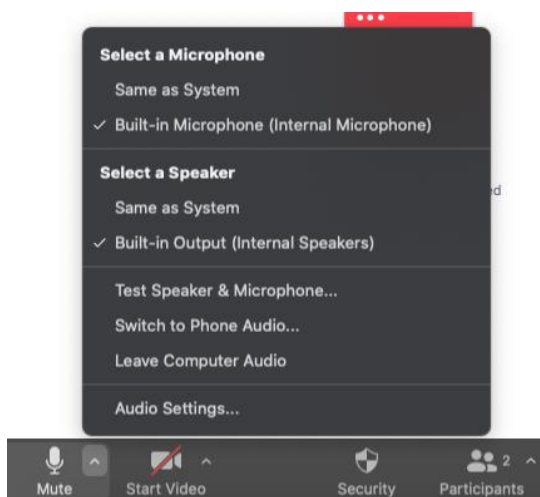 Select a Microphone
Same as System
✓ Built-in Microphone (Internal Microphone)
Select a Speaker
Same as System
✓ Built-in Output (Internal Speakers)
Test Speaker & Microphone...
Switch to Phone Audio...
Leave Computer Audio
Audio Settings...
2
Mute Start Video Security Participants